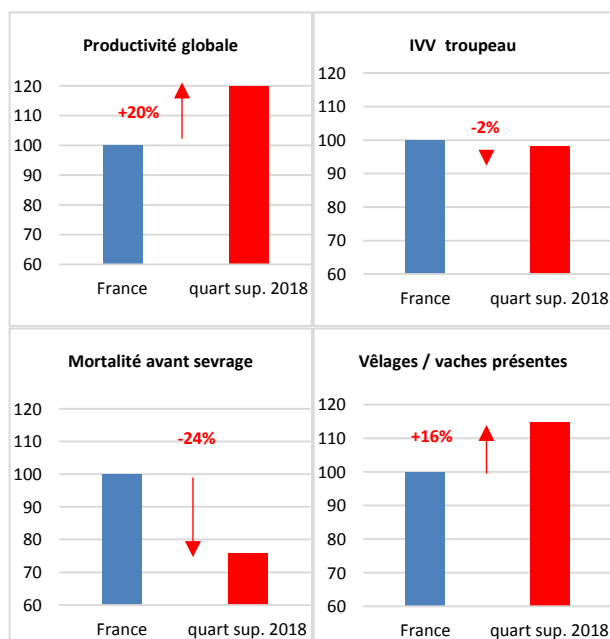 Productivité globale
120
110
100
90
80
70
60
+20%
France
quart sup. 2018
IVV troupeau
120
110
100
90
80
70
60
-2%
France
quart sup. 2018
Mortalité avant sevrage
120
110
100
90
80
70
60
-24%
France
quart sup. 2018
Vêlages / vaches présentes
120
110
100
90
80
70
60
+16%
France
quart sup. 2018